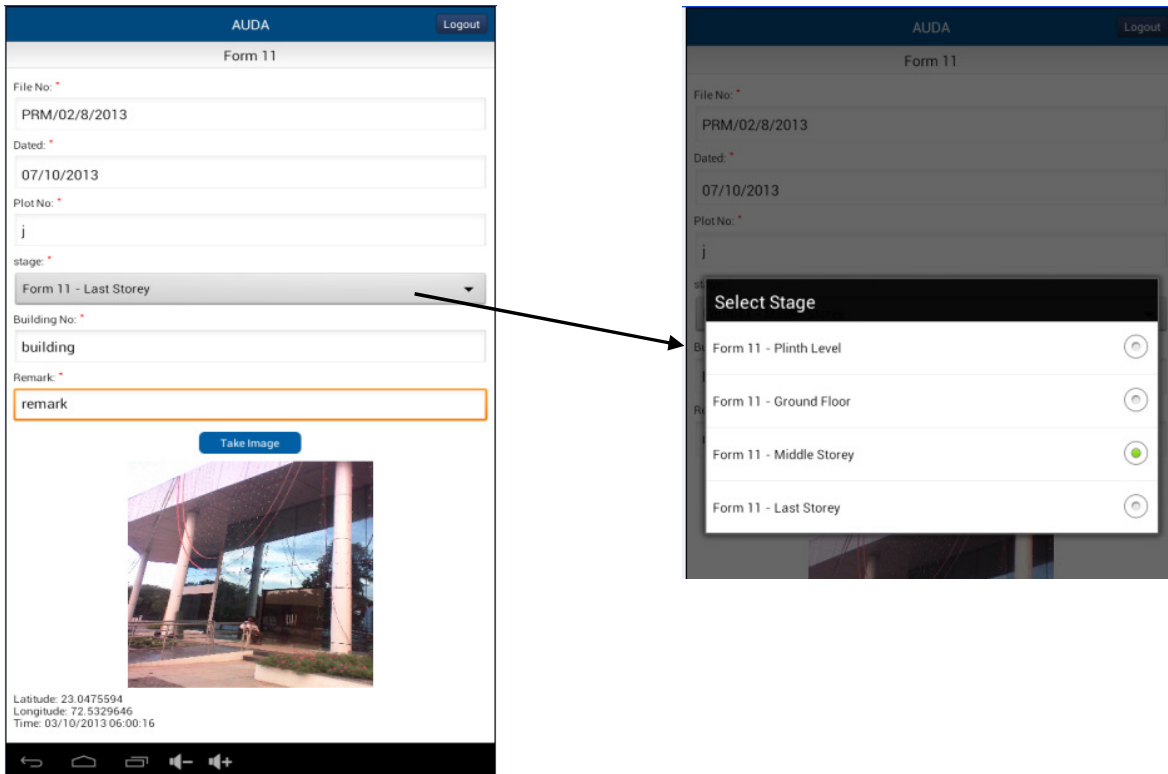 AUDA
Logout
Form 11
File No: *
PRM/02/8/2013
Dated: *
07/10/2013
Plot No: *
j
stage: *
Form 11 - Last Storey
Building No: *
building
Remark: *
remark
Take Image
Latitude: 23.0475594
Longitude: 72.5329646
Time: 03/10/2013 06:00:16
AUDA
Logout
Form 11
File No: *
PRM/02/8/2013
Dated: *
07/10/2013
Plot No: *
j
Select Stage
Form 11 - Plinth Level
Form 11 - Ground Floor
Form 11 - Middle Storey
Form 11 - Last Storey